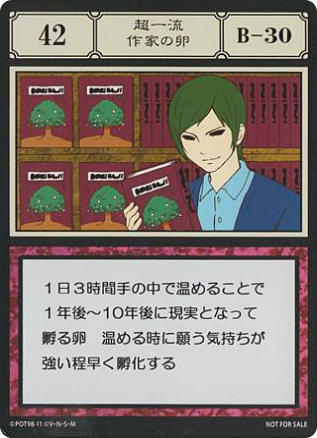 42
超一流
作家の卵
B-30
1日3時間手の中で温めることで
1年後〜10年後に現実となって
孵る卵　温める時に願う気持ちが
強い程早く孵化する
©POT98-11 ©V・N・S・M
NOT FOR SALE